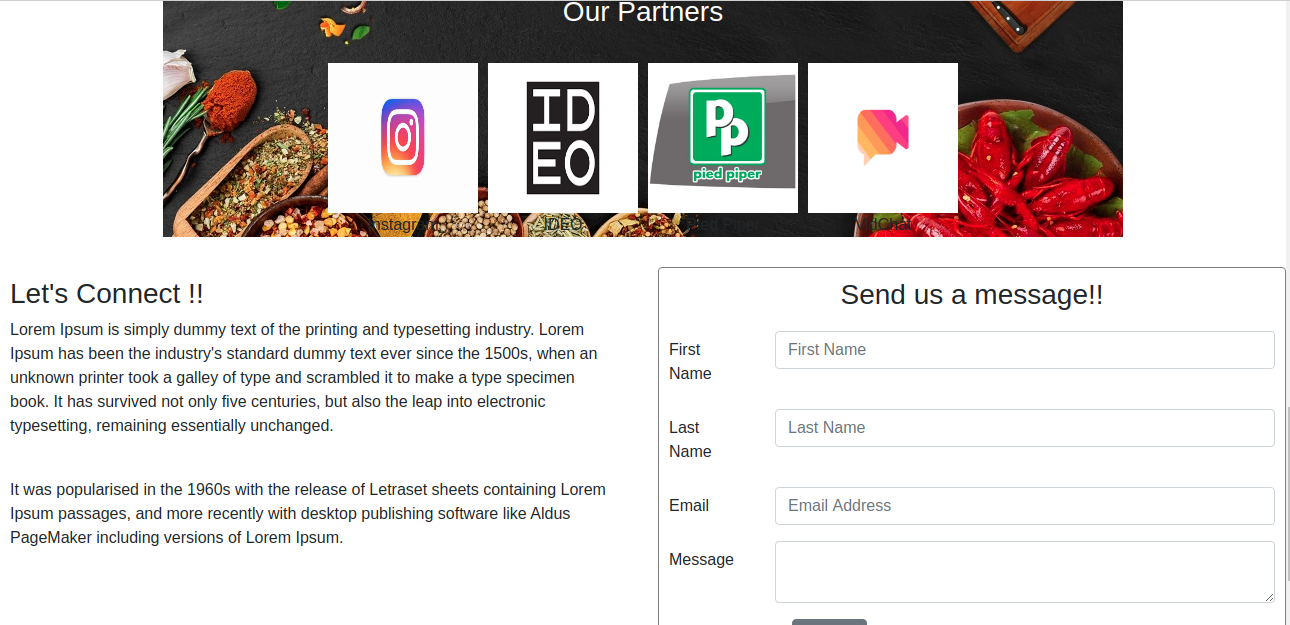 Our Partners
ID
EO
pp
pied piper
Instagram
IDEO
Let's Connect !!
Lorem Ipsum is simply dummy text of the printing and typesetting industry. Lorem
Ipsum has been the industry's standard dummy text ever since the 1500s, when an
unknown printer took a galley of type and scrambled it to make a type specimen
book. It has survived not only five centuries, but also the leap into electronic
typesetting, remaining essentially unchanged.
It was popularised in the 1960s with the release of Letraset sheets containing Lorem
Ipsum passages, and more recently with desktop publishing software like Aldus
PageMaker including versions of Lorem Ipsum.
Send us a message!!
First
Name
First Name
Last
Name
Last Name
Email
Email Address
Message